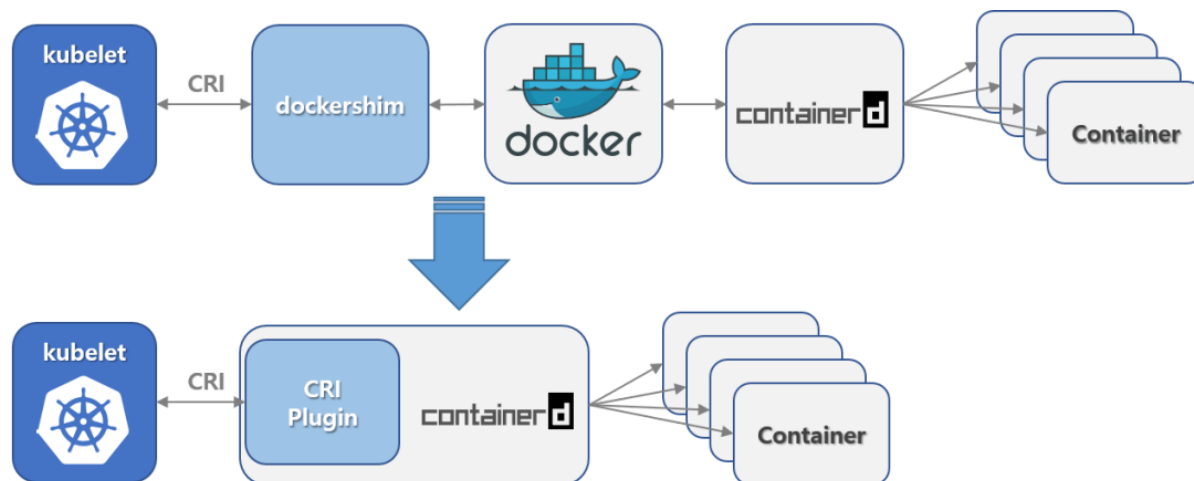 kubelet
CRI
dockershim
docker
containerd
Container
kubelet
CRI
CRI
Plugin
containerd
Container